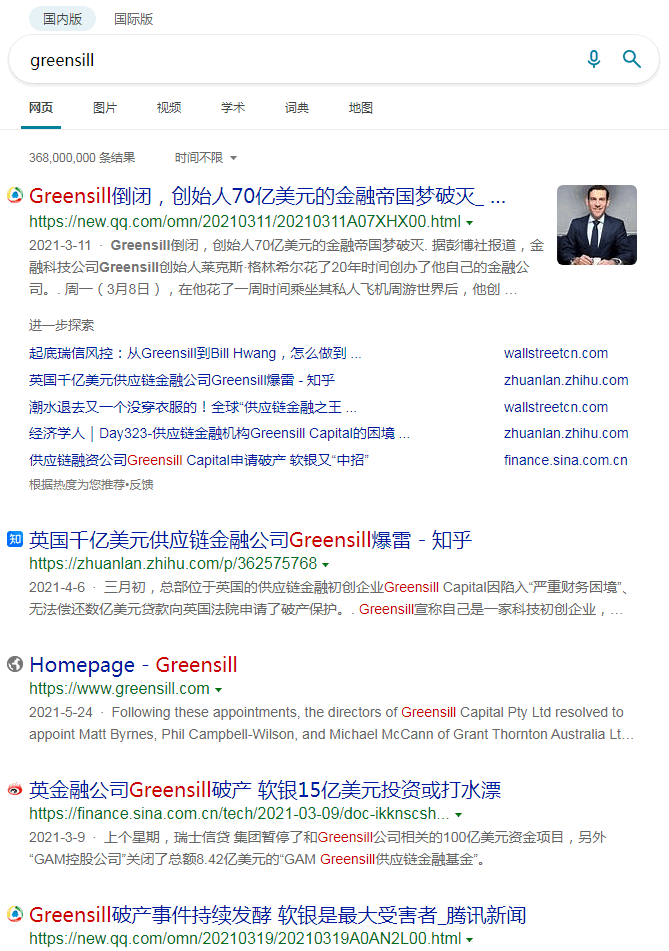 国内版 国际版
greensill
网页 图片 视频 学术 词典 地图
368,000,000 条结果 时间不限
Greensill倒闭，创始人70亿美元的金融帝国梦破灭_ ...
https://new.qq.com/omn/20210311/20210311A07XHX00.html
2021-3-11 · Greensill倒闭，创始人70亿美元的金融帝国梦破灭. 据彭博社报道，金
融科技公司Greensill创始人莱克斯·格林希尔花了20年时间创办了他自己的金融公
司。. 周一（3月8日），在他花了一周时间乘坐其私人飞机周游世界后，他创 ...
进一步探索
起底瑞信风控：从Greensill到Bill Hwang，怎么做到 ... wallstreetcn.com
英国千亿美元供应链金融公司Greensill爆雷 - 知乎 zhuanlan.zhihu.com
潮水退去又一个没穿衣服的！全球“供应链金融之王 ... wallstreetcn.com
经济学人｜Day323-供应链金融机构Greensill Capital的困境 ... zhuanlan.zhihu.com
供应链融资公司Greensill Capital申请破产 软银又“中招” finance.sina.com.cn
根据热度为您推荐•反馈
知 英国千亿美元供应链金融公司Greensill爆雷 - 知乎
https://zhuanlan.zhihu.com/p/362575768
2021-4-6 · 三月初，总部位于英国的供应链金融初创企业Greensill Capital因陷入“严重财务困境”、
无法偿还数亿美元贷款向英国法院申请了破产保护。. Greensill宣称自己是一家科技初创企业，...
Homepage - Greensill
https://www.greensill.com
2021-5-24 · Following these appointments, the directors of Greensill Capital Pty Ltd resolved to
appoint Matt Byrnes, Phil Campbell-Wilson, and Michael McCann of Grant Thornton Australia Lt...
英金融公司Greensill破产 软银15亿美元投资或打水漂
https://finance.sina.com.cn/tech/2021-03-09/doc-ikknscsh...
2021-3-9 · 上个星期，瑞士信贷 集团暂停了和Greensill公司相关的100亿美元资金项目，另外
“GAM控股公司”关闭了总额8.42亿美元的“GAM Greensill供应链金融基金”。
Greensill破产事件持续发酵 软银是最大受害者_腾讯新闻
https://new.qq.com/omn/20210319/20210319A0AN2L00.html